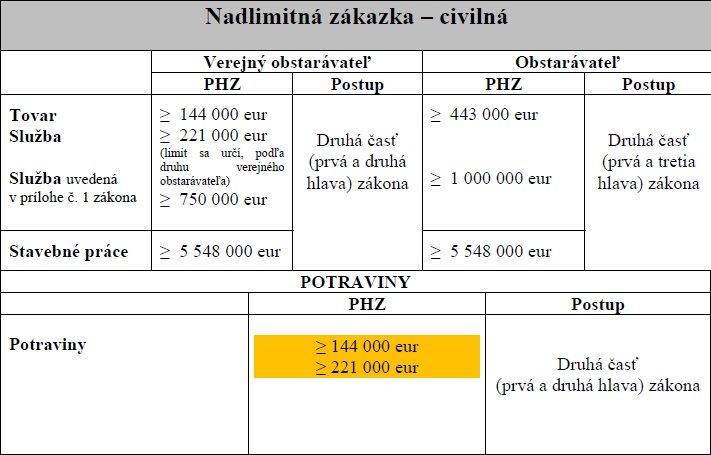 Nadlimitná zákazka – civilná
Verejný obstarávateľ Obstarávateľ
PHZ Postup PHZ Postup
Tovar
Služba
Služba uvedená
v prílohe č. 1 zákona
≥ 144 000 eur
≥ 221 000 eur
(limit sa určí, podľa
druhu verejného
obstarávateľa)
≥ 750 000 eur
Druhá časť
(prvá a druhá
hlava) zákona
≥ 443 000 eur
≥ 1 000 000 eur
Druhá časť
(prvá a tretia
hlava) zákona
Stavebné práce ≥ 5 548 000 eur ≥ 5 548 000 eur
POTRAVINY
PHZ Postup
Potraviny
≥ 144 000 eur
≥ 221 000 eur
Druhá časť
(prvá a druhá hlava) zákona